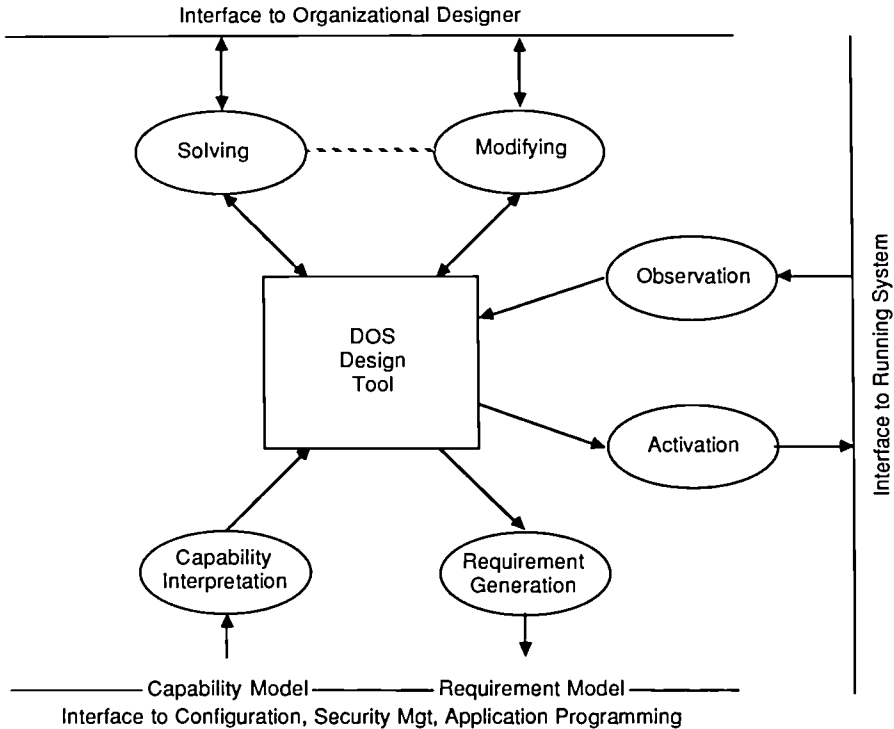 Interface to Organizational Designer
Solving
Modifying
Observation
DOS
Design
Tool
Activation
Interface to Running System
Capability
Interpretation
Requirement
Generation
Capability Model
Requirement Model
Interface to Configuration, Security Mgt, Application Programming